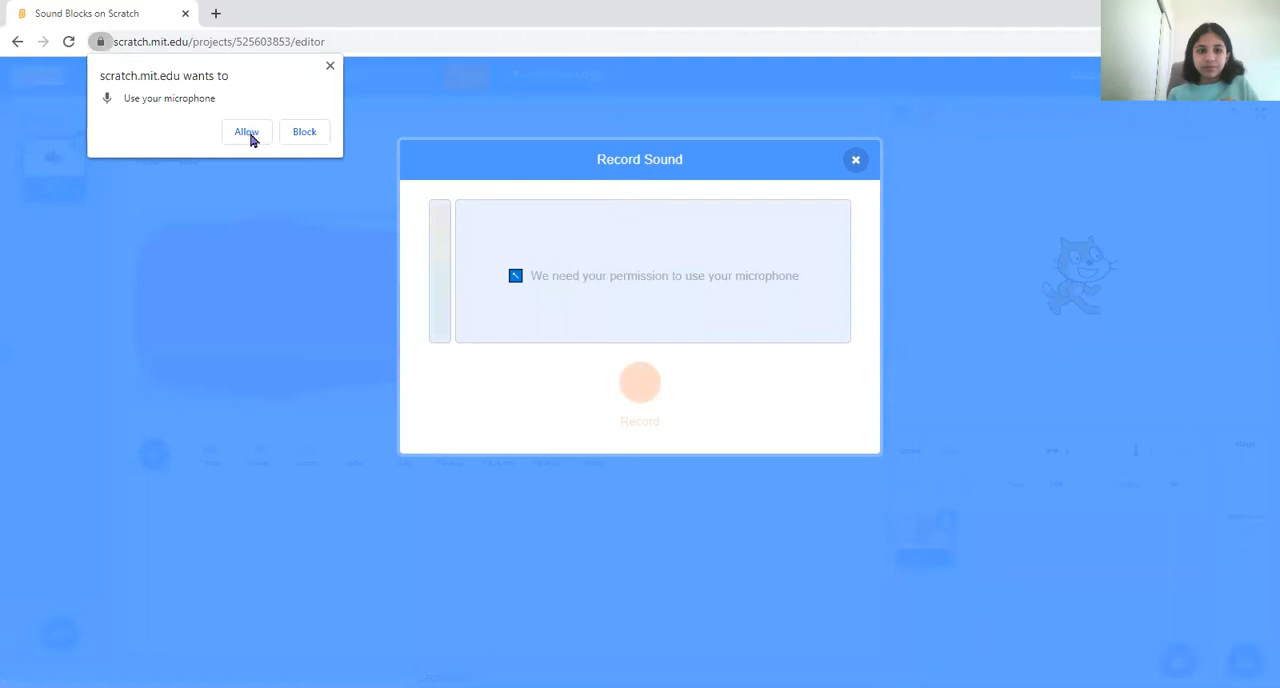 Sound Blocks on Scratch
scratch.mit.edu/projects/525603853/editor
scratch.mit.edu wants to
Use your microphone
Allow
Block
Record Sound
We need your permission to use your microphone
Record